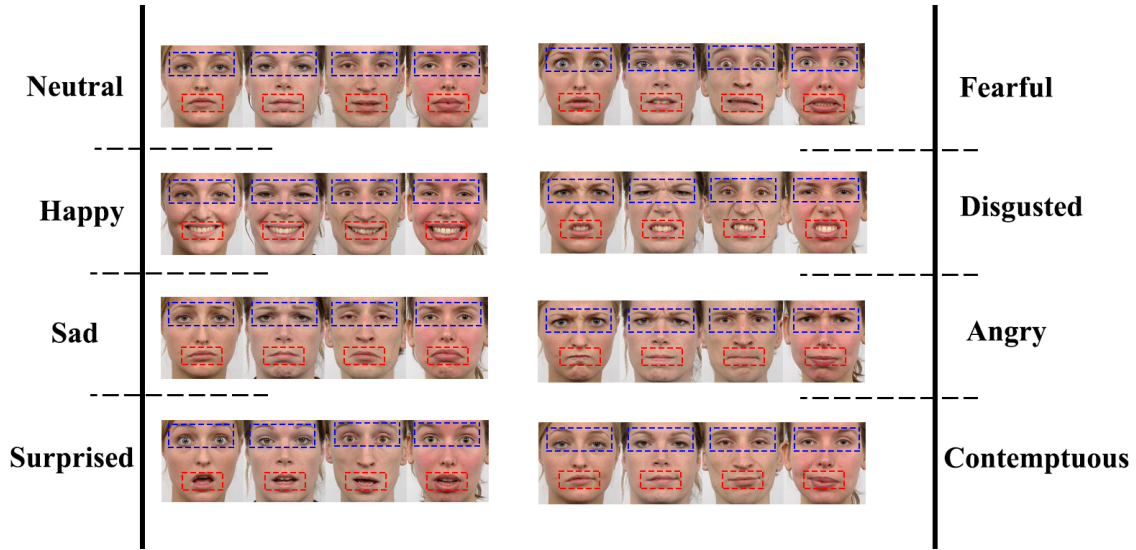 Neutral
Fearful
Happy
Disgusted
Sad
Angry
Surprised
Contemptuous